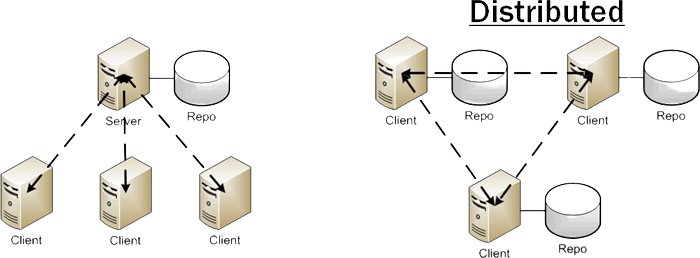 Distributed
Server
Repo
Client
Client
Client
Client
Repo
Client
Repo
Client
Repo